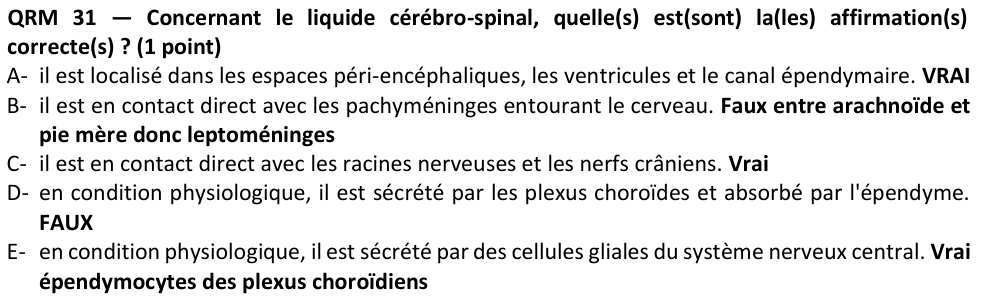 QRM 31 — Concernant le liquide cérébro-spinal, quelle(s) est(sont) la(les) affirmation(s)
correcte(s) ? (1 point)
A- il est localisé dans les espaces péri-encéphaliques, les ventricules et le canal épendymaire. VRAI
B- il est en contact direct avec les pachyméninges entourant le cerveau. Faux entre arachnoïde et
pie mère donc leptoméninges
C- il est en contact direct avec les racines nerveuses et les nerfs crâniens. Vrai
D- en condition physiologique, il est sécrété par les plexus choroïdes et absorbé par l'épendyme.
FAUX
E- en condition physiologique, il est sécrété par des cellules gliales du système nerveux central. Vrai
épendymocytes des plexus choroïdiens